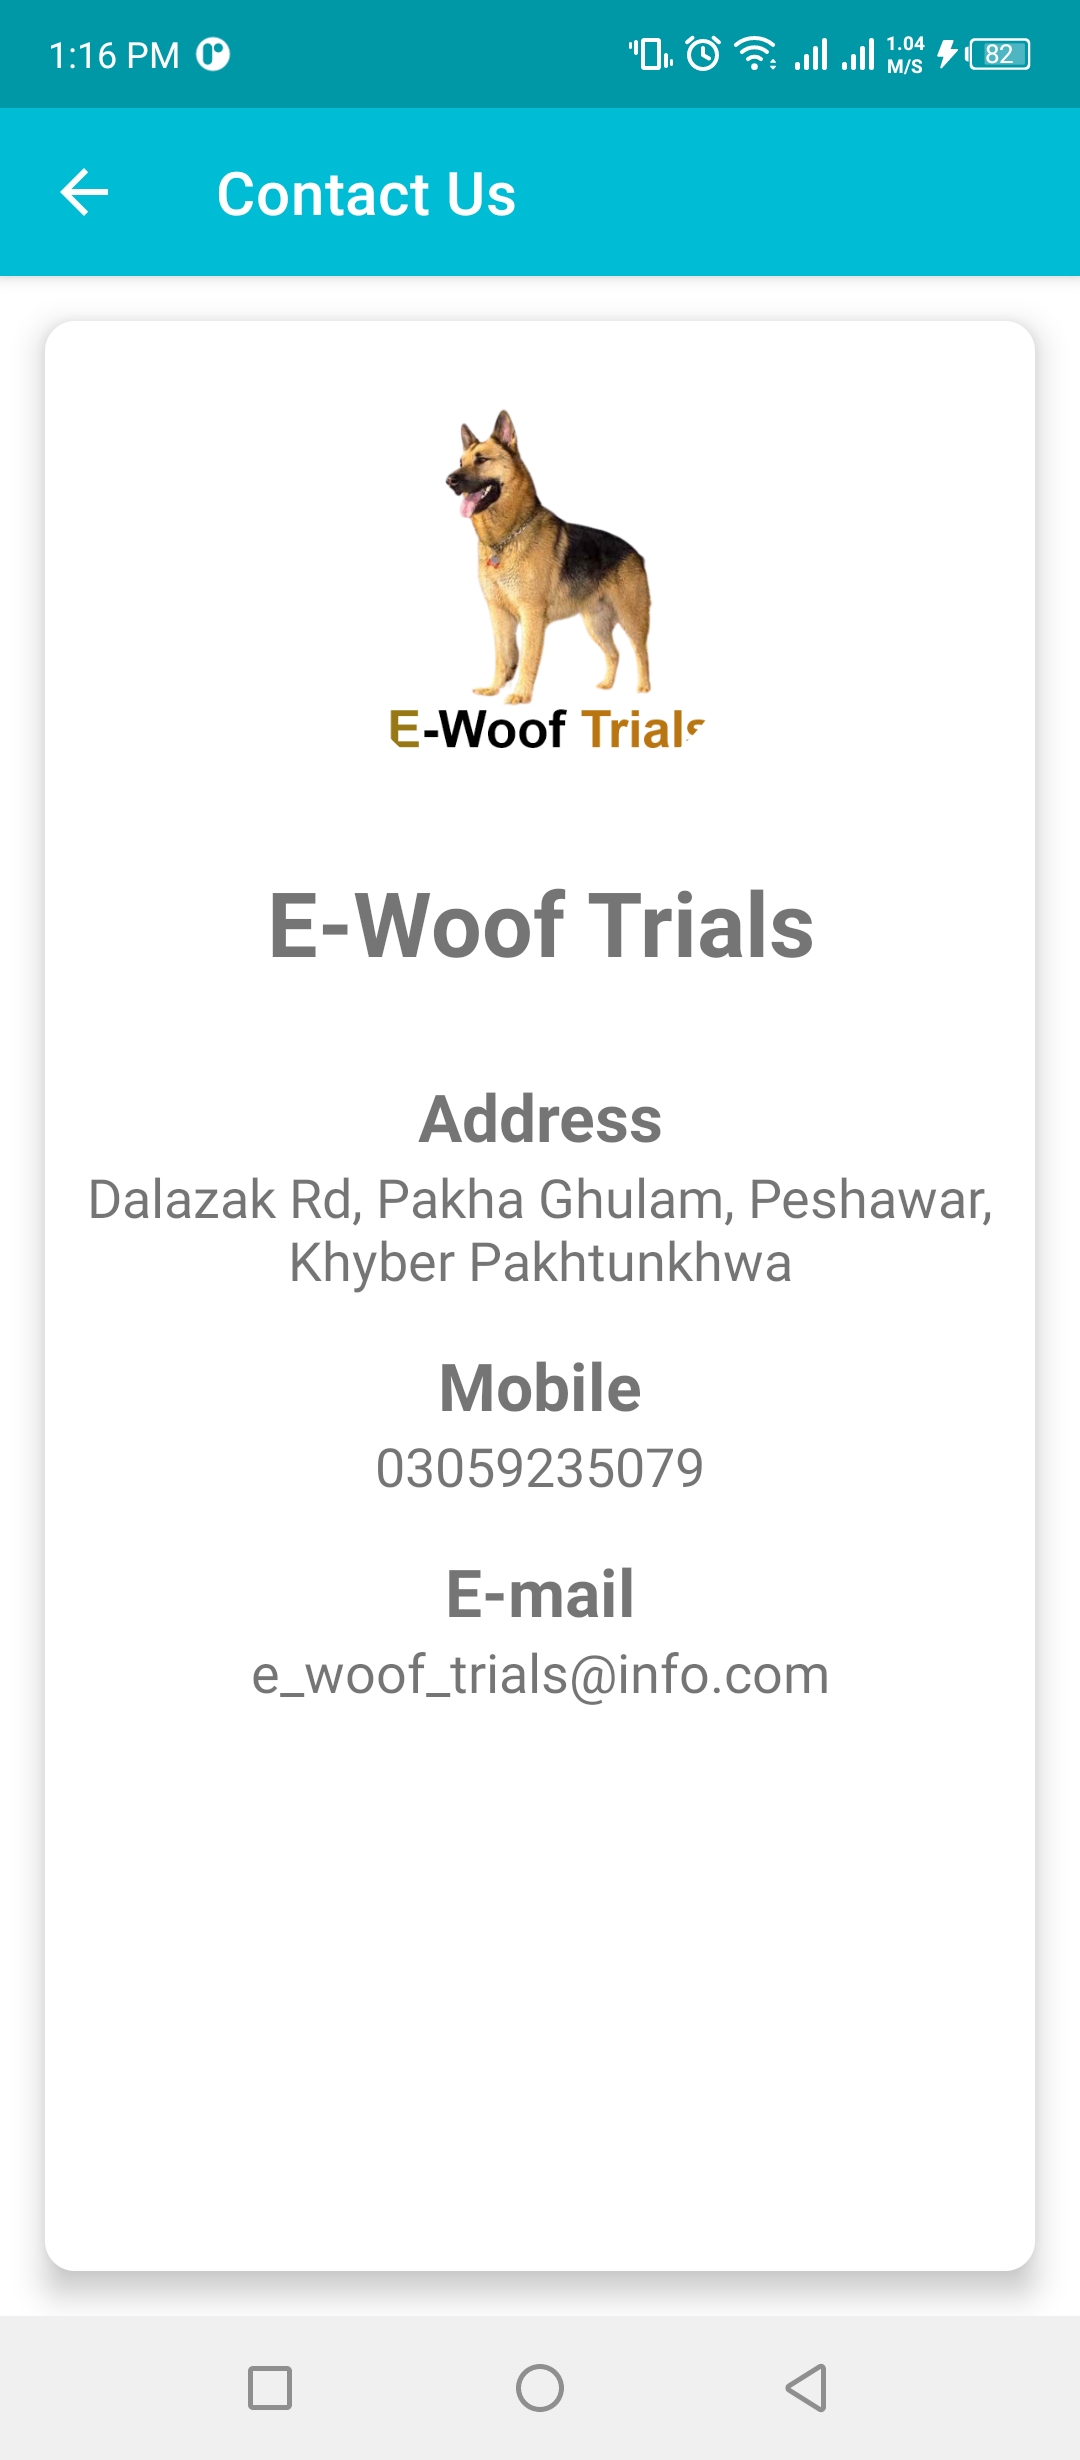 1:16 PM
1.04
M/S
82
Contact Us
E-Woof Trials
E-Woof Trials
Address
Dalazak Rd, Pakha Ghulam, Peshawar,
Khyber Pakhtunkhwa
Mobile
03059235079
E-mail
e_woof_trials@info.com